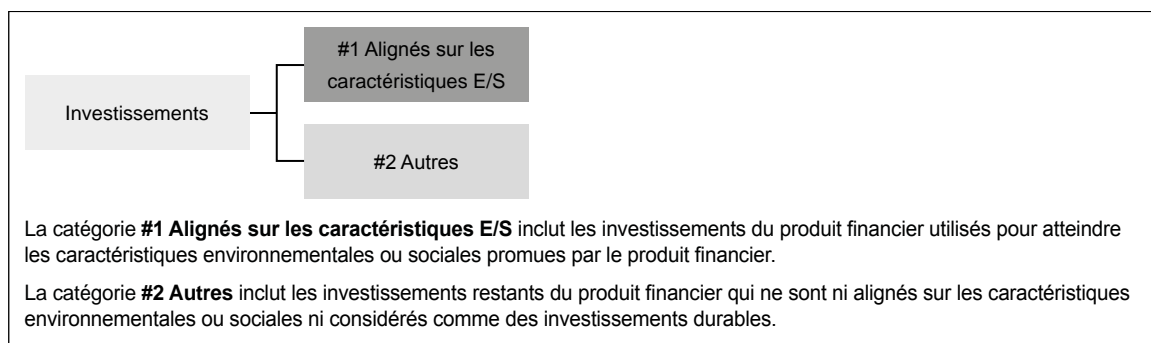 #1 Alignés sur les
caractéristiques E/S
Investissements
#2 Autres
La catégorie #1 Alignés sur les caractéristiques E/S inclut les investissements du produit financier utilisés pour atteindre
les caractéristiques environnementales ou sociales promues par le produit financier.
La catégorie #2 Autres inclut les investissements restants du produit financier qui ne sont ni alignés sur les caractéristiques
environnementales ou sociales ni considérés comme des investissements durables.